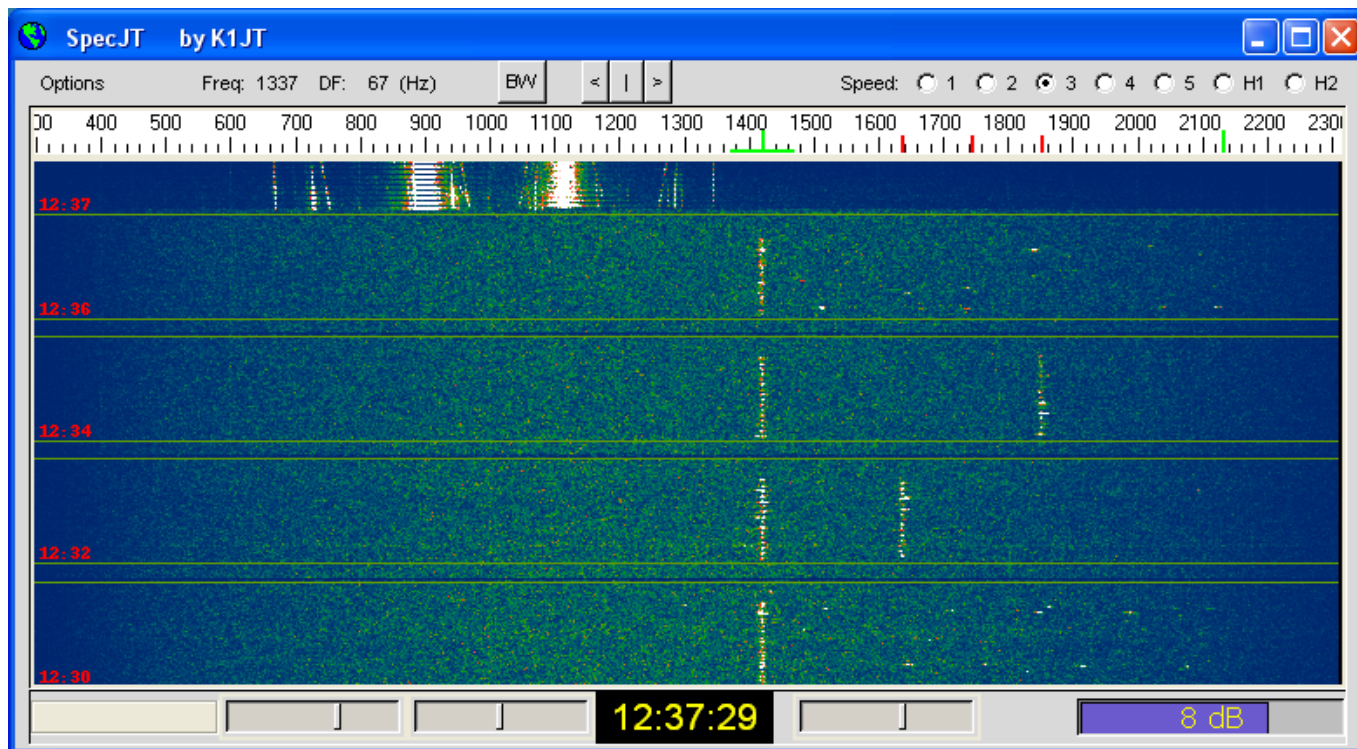 SpecJT by K1JT
Options Freq: 1337 DF: 67 (Hz) BW < | > Speed: 1 2 3 4 5 H1 H2
00 400 500 600 700 800 900 1000 1100 1200 1300 1400 1500 1600 1700 1800 1900 2000 2100 2200 230
12:37
12:36
12:34
12:32
12:30
12:37:29 8 dB